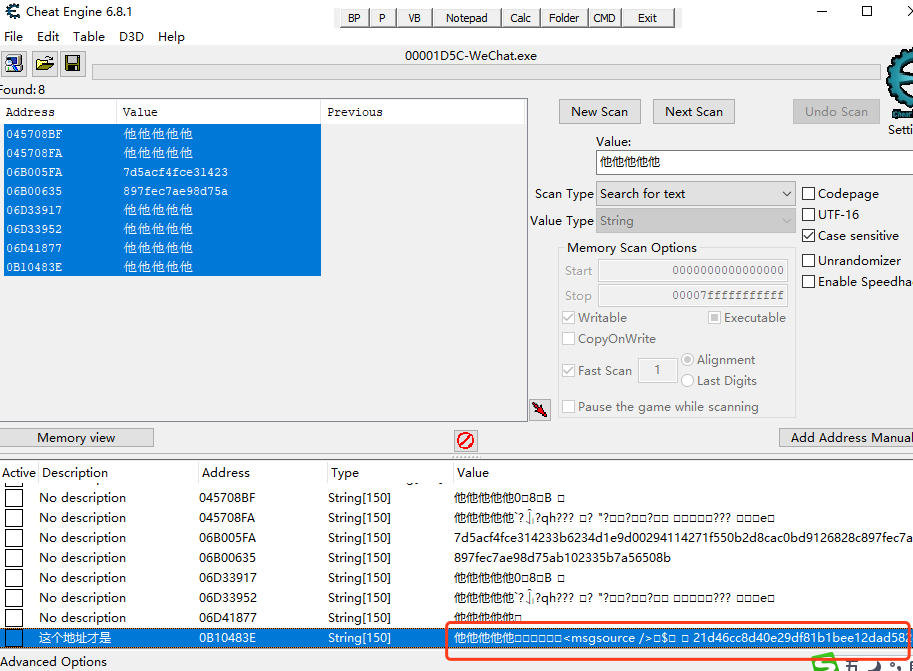 Cheat Engine 6.8.1
BP P VB Notepad Calc Folder CMD Exit
File Edit Table D3D Help
00001D5C-WeChat.exe
Found: 8
Address Value Previous
045708BF 他他他他他
045708FA 他他他他他
06B005FA 7d5acf4fce31423
06B00635 897fec7ae98d75a
06D33917 他他他他他
06D33952 他他他他他
06D41877 他他他他他
0B10483E 他他他他他
New Scan Next Scan Undo Scan
Setti
Value:
他他他他他
Scan Type Search for text
Value Type String
Codepage
UTF-16
Case sensitive
Unrandomizer
Enable Speedha
Memory Scan Options
Start 0000000000000000
Stop 00007fffffffffff
Writable Executable
CopyOnWrite
Fast Scan 1 Alignment
Last Digits
Pause the game while scanning
Memory view Add Address Manual
Active Description Address Type Value
No description 045708BF String[150] 他他他他他0□8□B □
No description 045708FA String[150] 他他他他他`?
No description 06B005FA String[150] 7d5acf4fce314233b6234d1e9d00294114271f550b2d8cac0bd9126828c897fec7a
No description 06B00635 String[150] 897fec7ae98d75ab102335b7a56508b
No description 06D33917 String[150] 他他他他他0□8□B □
No description 06D33952 String[150] 他他他他他`?
No description 06D41877 String[150] 他他他他他□
这个地址才是 0B10483E String[150] 他他他他他□□□□□□<msgsource />□$□ □ 21d46cc8d40e29df81b1bee12dad582
Advanced Options